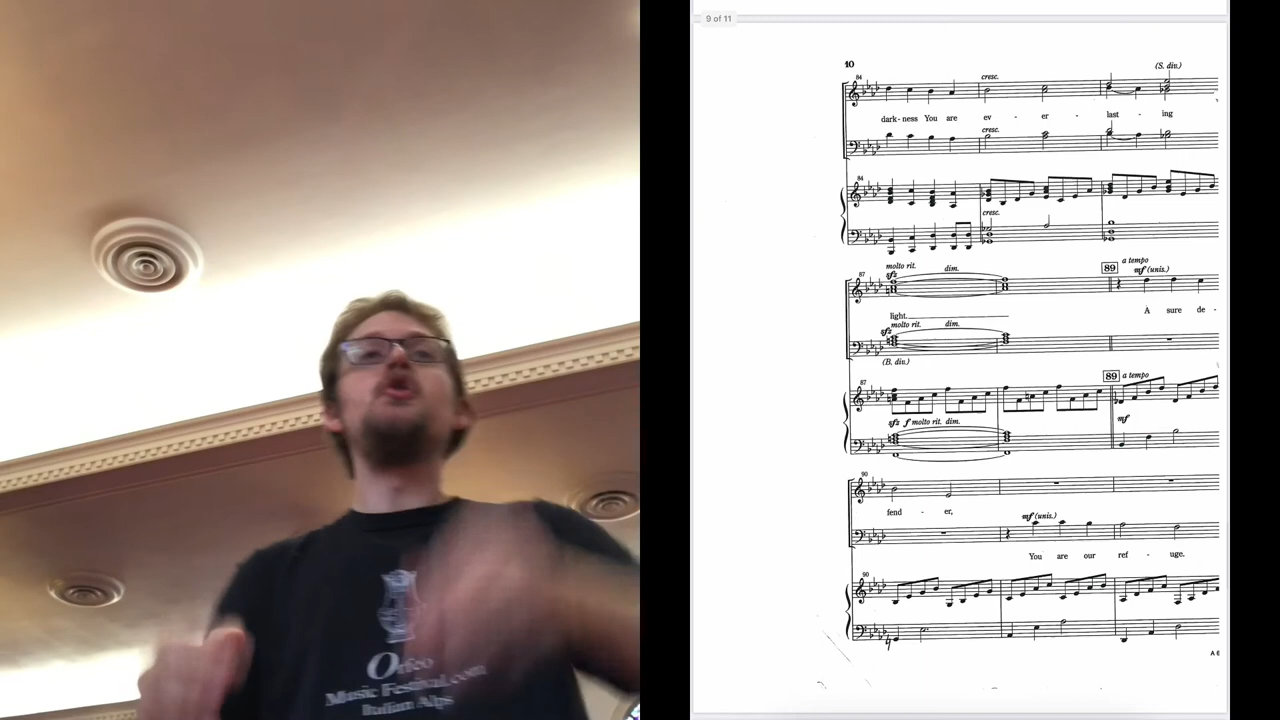 Orfeo
Music Festival.com
Italian Alps
9 of 11
10
(S. div.)
cresc.
84
dark - ness You are ev - er - last - ing
cresc.
84
cresc.
molto rit. dim.
sfz
87
89 a tempo
mf (unis.)
light.
A sure de -
sfz molto rit. dim.
(B. div.)
87
89 a tempo
sfz f molto rit. dim.
mf
90
fend - er,
mf (unis.)
You are our ref - uge.
90
A 6